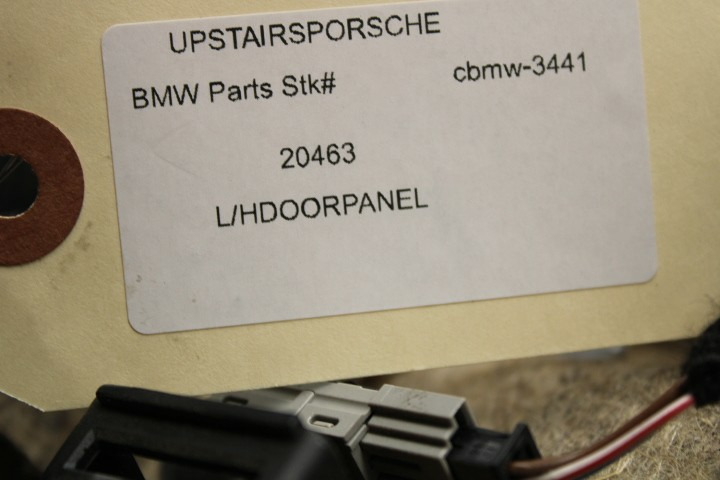 UPSTAIRSPORSCHE
BMW Parts Stk# cbmw-3441
20463
L/HDOORPANEL